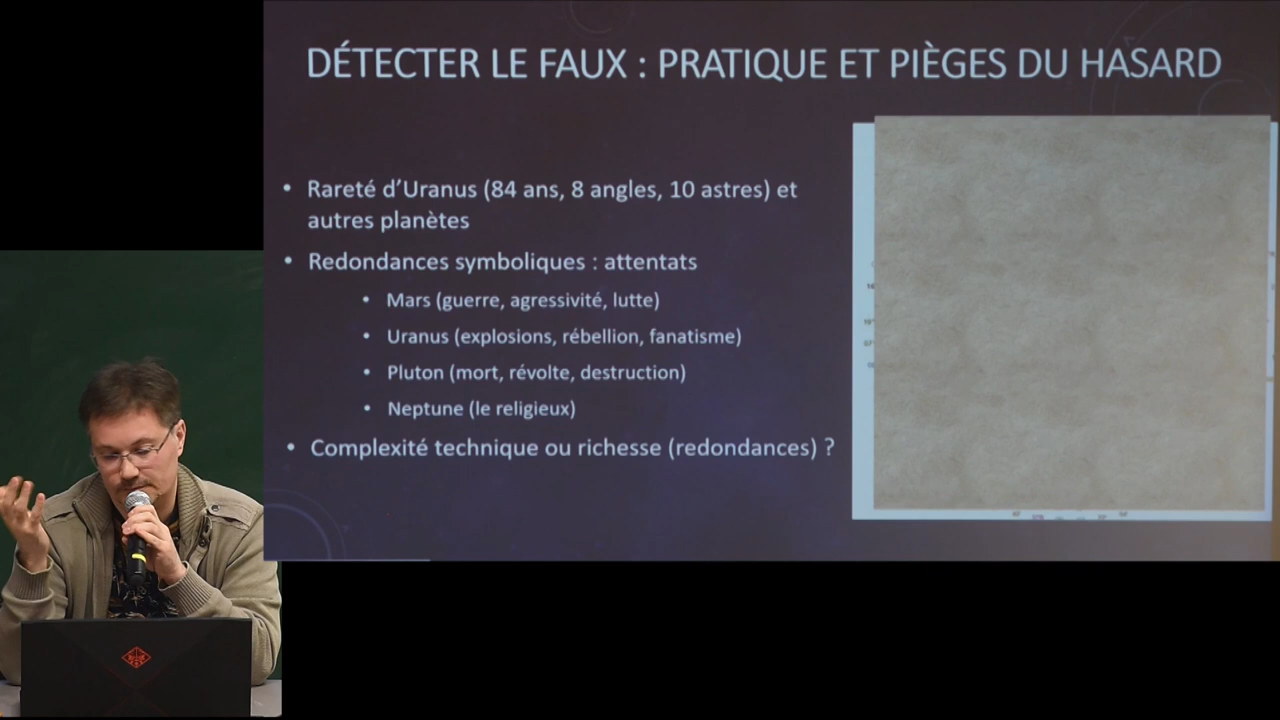 DÉTECTER LE FAUX : PRATIQUE ET PIÈGES DU HASARD
• Rareté d’Uranus (84 ans, 8 angles, 10 astres) et
autres planètes
• Redondances symboliques : attentats
• Mars (guerre, agressivité, lutte)
• Uranus (explosions, rébellion, fanatisme)
• Pluton (mort, révolte, destruction)
• Neptune (le religieux)
• Complexité technique ou richesse (redondances) ?